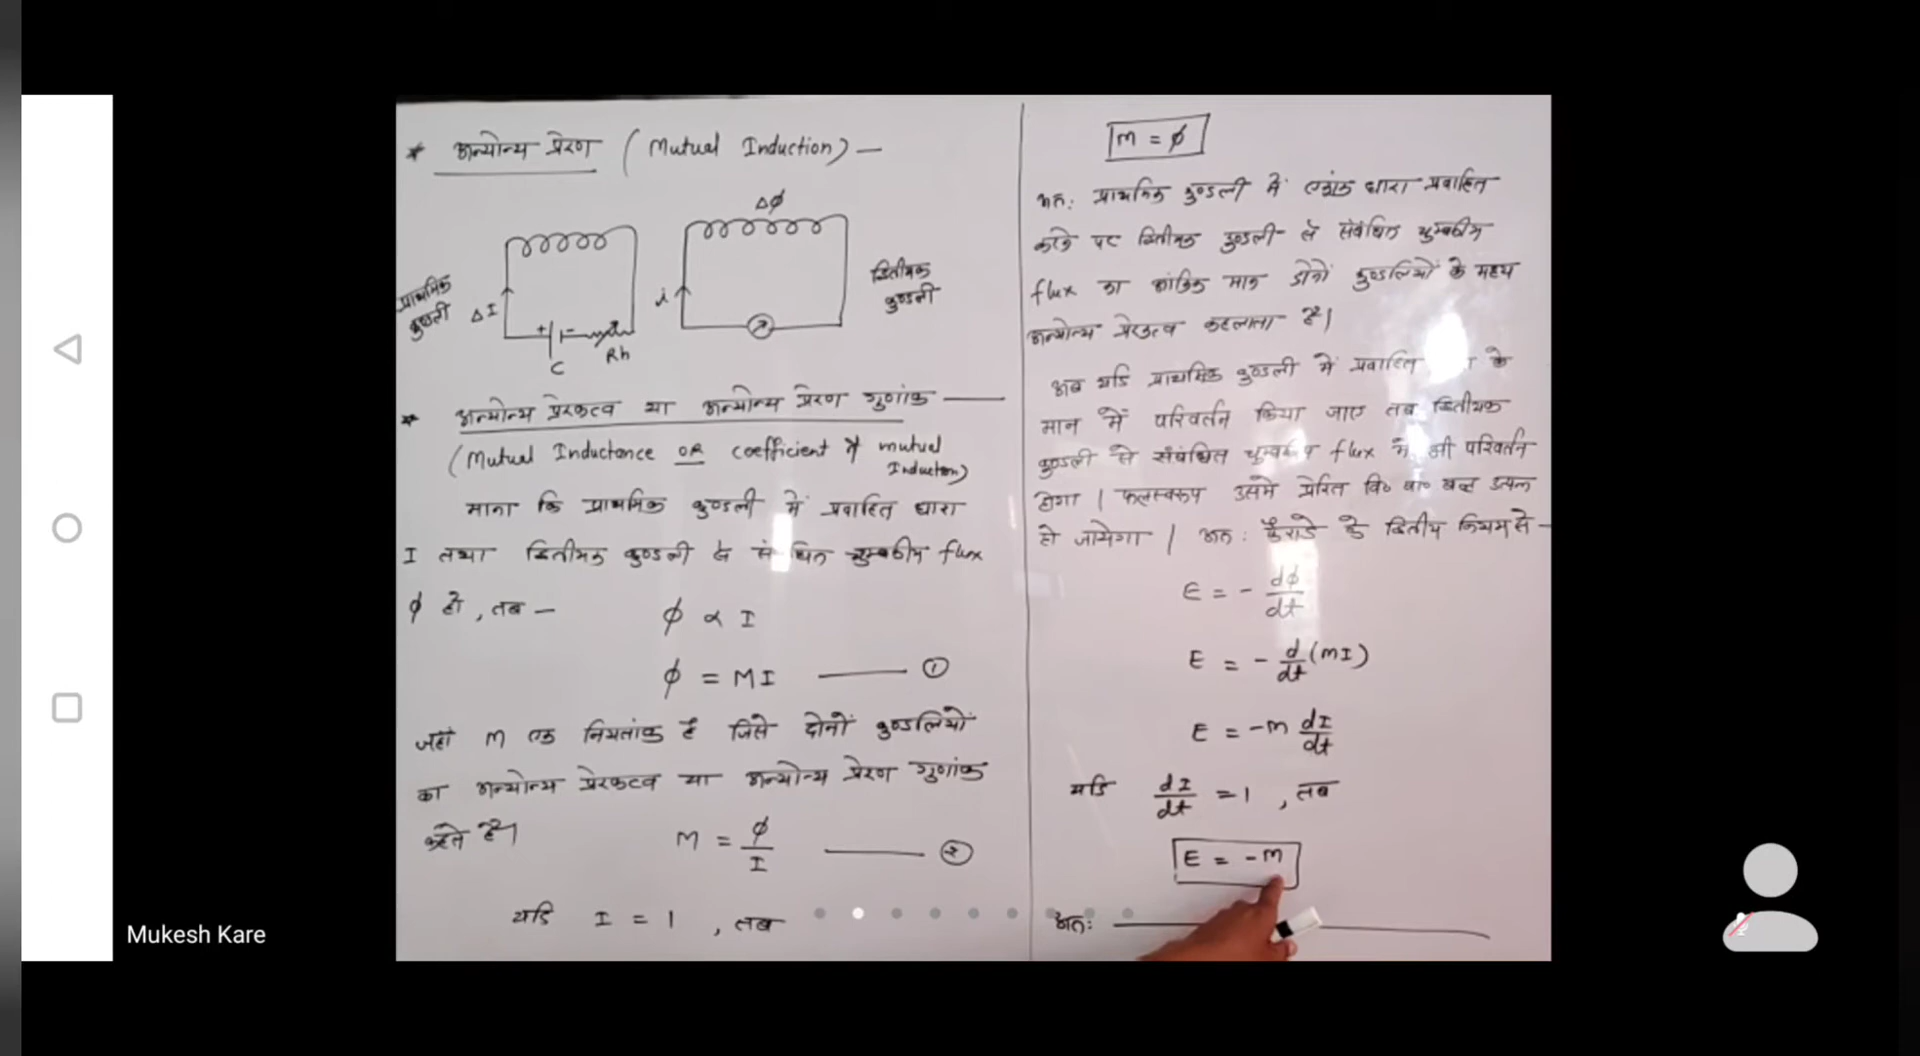 * अन्योन्य प्रेरण ( Mutual Induction) —
Δφ
प्राथमिक
कुण्डली
ΔI
+ -
C
Rh
i
द्वितीयक
कुण्डली
* अन्योन्य प्रेरकत्व या अन्योन्य प्रेरण गुणांक —
(Mutual Inductance OR coefficient of mutual
Induction)
माना कि प्राथमिक कुण्डली में प्रवाहित धारा
I तथा द्वितीयक कुण्डली से चुम्बकीय flux
φ हो , तब —
φ ∝ I
φ = MI —— ①
जहाँ M एक नियतांक है जिसे दोनों कुण्डलियों
का अन्योन्य प्रेरकत्व या अन्योन्य प्रेरण गुणांक
कहते हैं।
M = φ/I —— ②
यदि I = 1 , तब
M = φ
अतः प्राथमिक कुण्डली में एकांक धारा प्रवाहित
करने पर द्वितीयक कुण्डली से संबंधित चुम्बकीय
flux का आंकिक मान दोनों कुण्डलियों के मध्य
अन्योन्य प्रेरकत्व कहलाता है।
अब यदि प्राथमिक कुण्डली में प्रवाहित के
मान में परिवर्तन किया जाए तब द्वितीयक
कुण्डली से संबंधित flux में भी परिवर्तन
होगा | फलस्वरूप उसमे प्रेरित वि० वा० बल उत्पन्न
हो जायेगा | अतः फैराडे के द्वितीय नियम से —
E = - dφ/dt
E = - d/dt (MI)
E = -M dI/dt
यदि dI/dt = 1 , तब
E = -M
अतः
Mukesh Kare